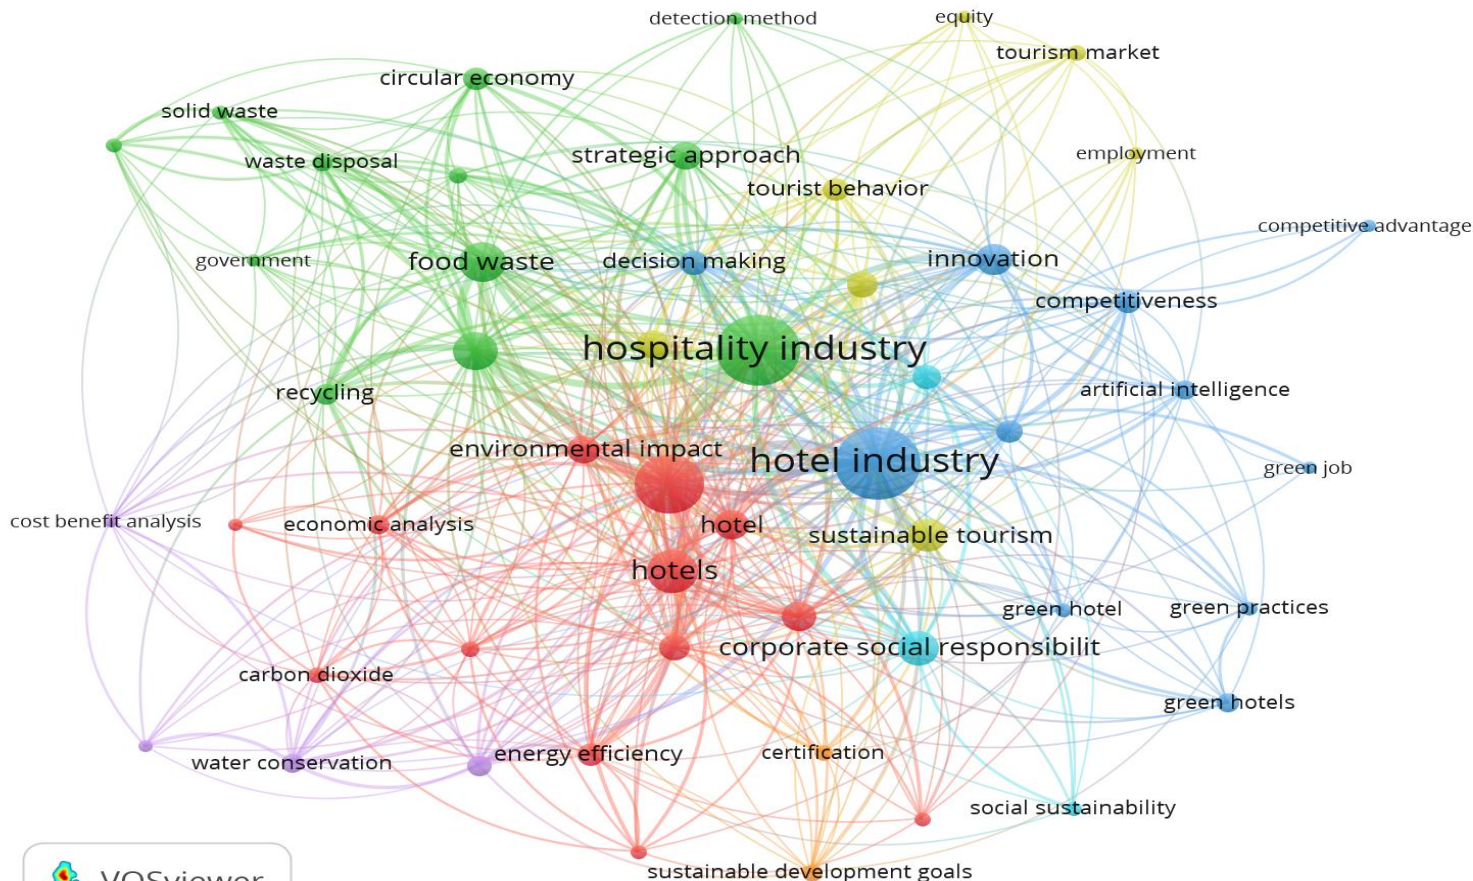 detection method
equity
tourism market
circular economy
solid waste
waste disposal
strategic approach
employment
tourist behavior
competitive advantage
government
food waste
decision making
innovation
competitiveness
hospitality industry
recycling
artificial intelligence
environmental impact
hotel industry
green job
cost benefit analysis
economic analysis
hotel
sustainable tourism
hotels
green hotel
green practices
corporate social responsibilit
carbon dioxide
green hotels
water conservation
energy efficiency
certification
social sustainability
sustainable development goals
VOSviewer